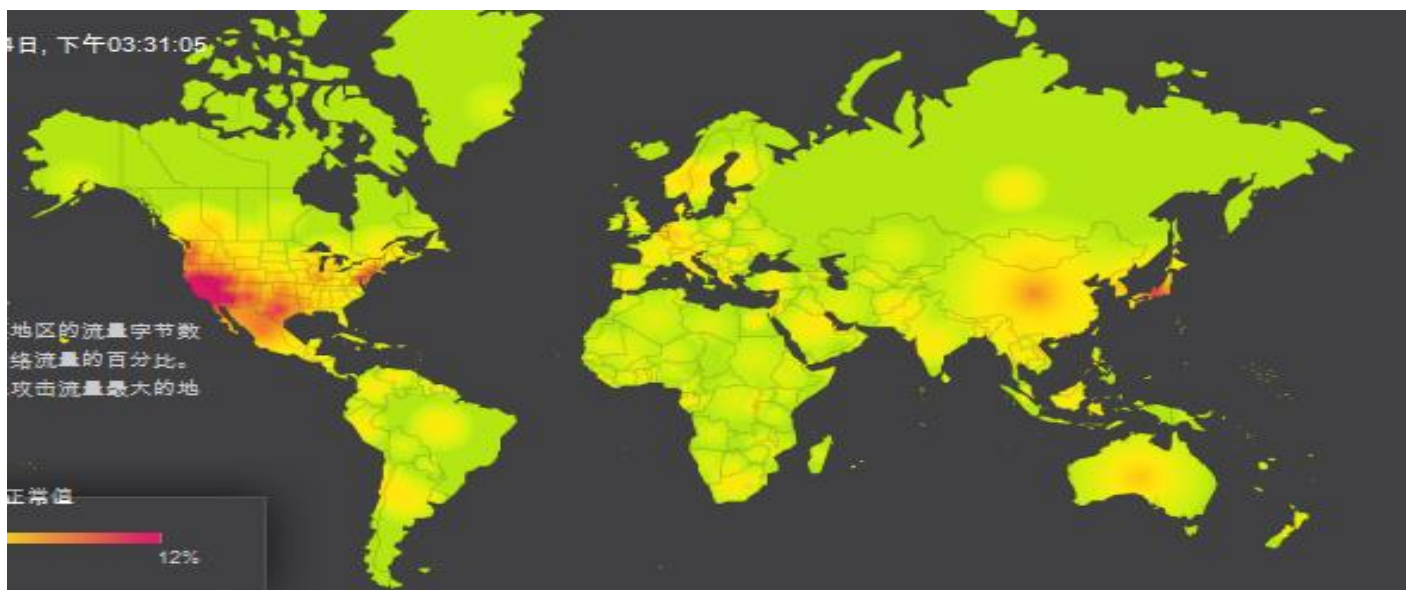 4日, 下午03:31:05
地区的流量字节数
络流量的百分比。
攻击流量最大的地
正常值
12%